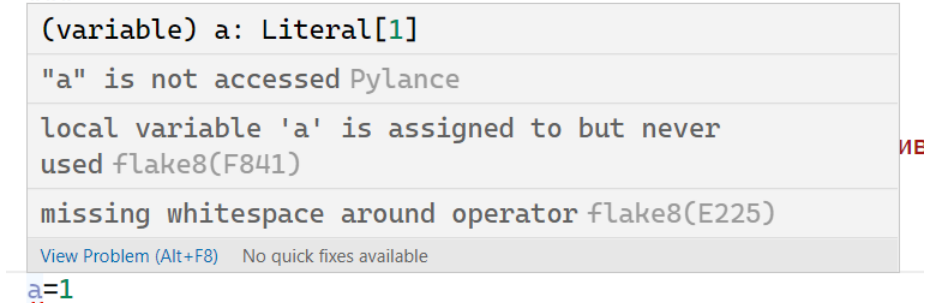 (variable) a: Literal[1]
"a" is not accessed Pylance
local variable 'a' is assigned to but never
used flake8(F841)
ив
missing whitespace around operator flake8(E225)
View Problem (Alt+F8) No quick fixes available
a=1